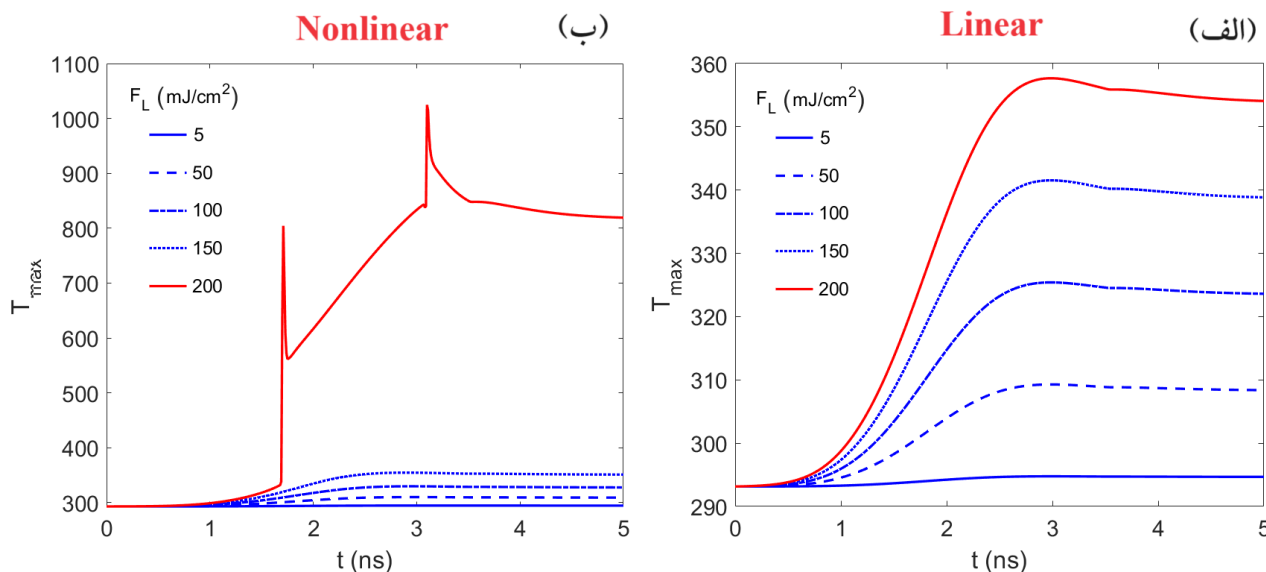 Nonlinear
(ب)
1100
1000
900
800
700
600
500
400
300
T_max
F_L (mJ/cm²)
5
50
100
150
200
0 1 2 3 4 5
t (ns)
Linear
(الف)
360
350
340
330
320
310
300
290
T_max
F_L (mJ/cm²)
5
50
100
150
200
0 1 2 3 4 5
t (ns)